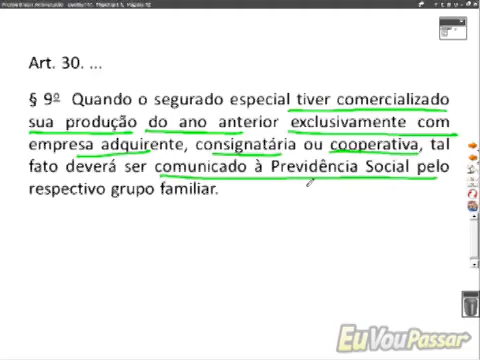 Art. 30. ...
§ 9º Quando o segurado especial tiver comercializado
sua produção do ano anterior exclusivamente com
empresa adquirente, consignatária ou cooperativa, tal
fato deverá ser comunicado à Previdência Social pelo
respectivo grupo familiar.
EuVouPassar